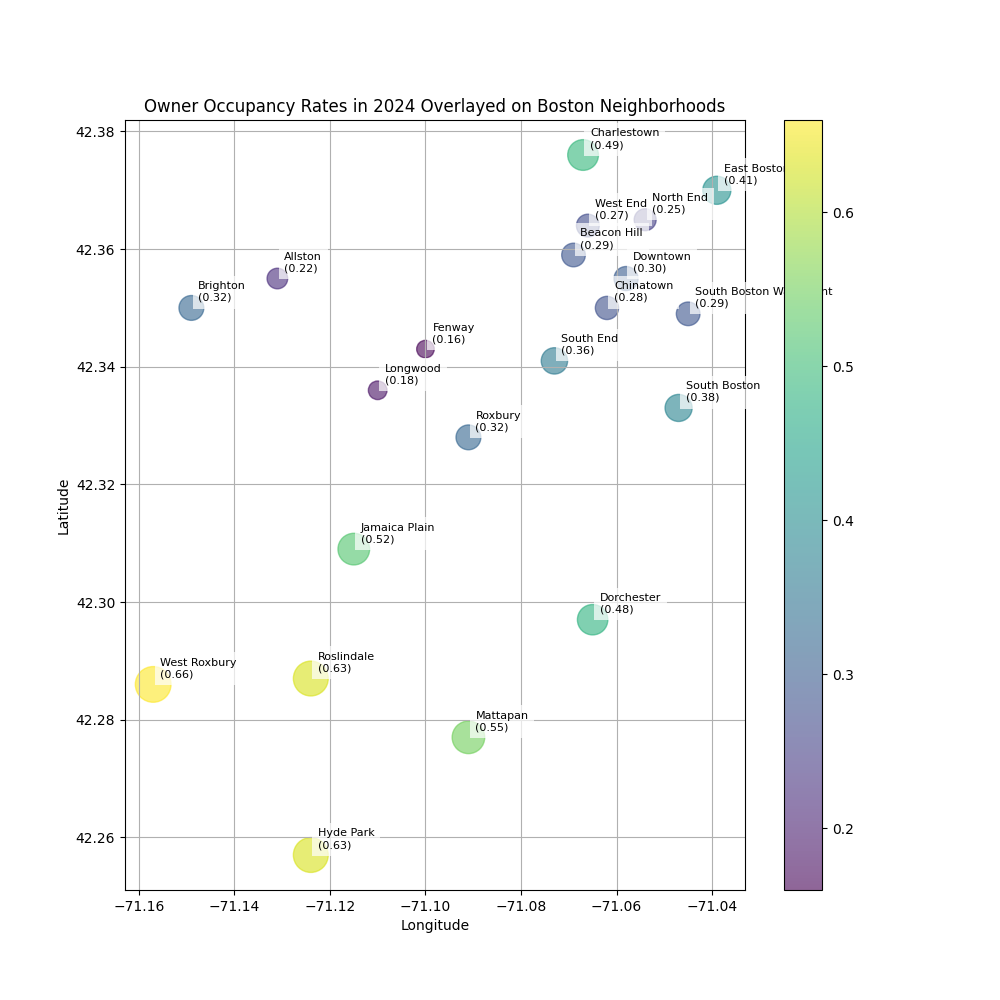 Owner Occupancy Rates in 2024 Overlayed on Boston Neighborhoods
42.38
42.36
42.34
42.32
42.30
42.28
42.26
Latitude
Charlestown
(0.49)
East Bosto
(0.41)
North End
(0.25)
West End
(0.27)
Beacon Hill
(0.29)
Downtown
(0.30)
Allston
(0.22)
Brighton
(0.32)
Chinatown
(0.28)
South Boston W nt
(0.29)
Fenway
(0.16)
South End
(0.36)
Longwood
(0.18)
South Boston
(0.38)
Roxbury
(0.32)
Jamaica Plain
(0.52)
Dorchester
(0.48)
West Roxbury
(0.66)
Roslindale
(0.63)
Mattapan
(0.55)
Hyde Park
(0.63)
−71.16 −71.14 −71.12 −71.10 −71.08 −71.06 −71.04
Longitude
0.6
0.5
0.4
0.3
0.2